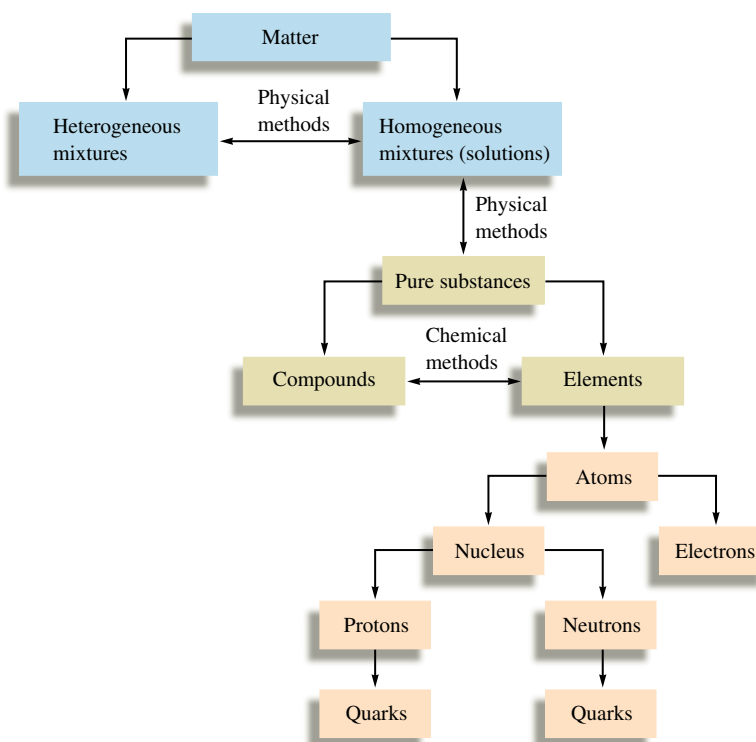 Matter
Heterogeneous
mixtures
Physical
methods
Homogeneous
mixtures (solutions)
Physical
methods
Pure substances
Compounds
Chemical
methods
Elements
Atoms
Nucleus
Electrons
Protons
Neutrons
Quarks
Quarks